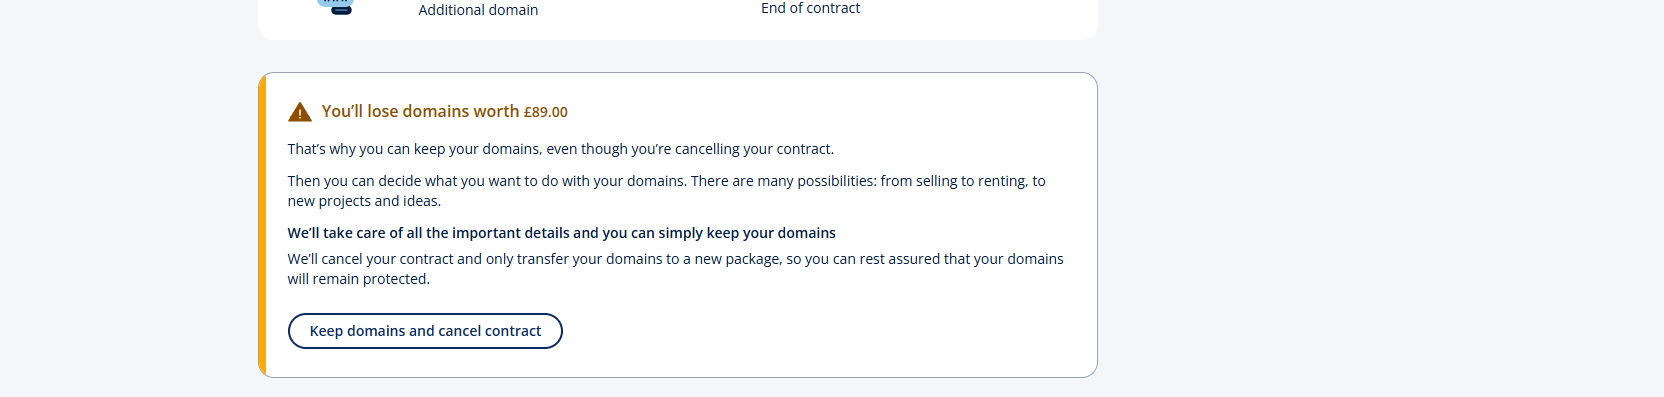 Additional domain
End of contract
You’ll lose domains worth £89.00
That’s why you can keep your domains, even though you’re cancelling your contract.
Then you can decide what you want to do with your domains. There are many possibilities: from selling to renting, to
new projects and ideas.
We’ll take care of all the important details and you can simply keep your domains
We’ll cancel your contract and only transfer your domains to a new package, so you can rest assured that your domains
will remain protected.
Keep domains and cancel contract